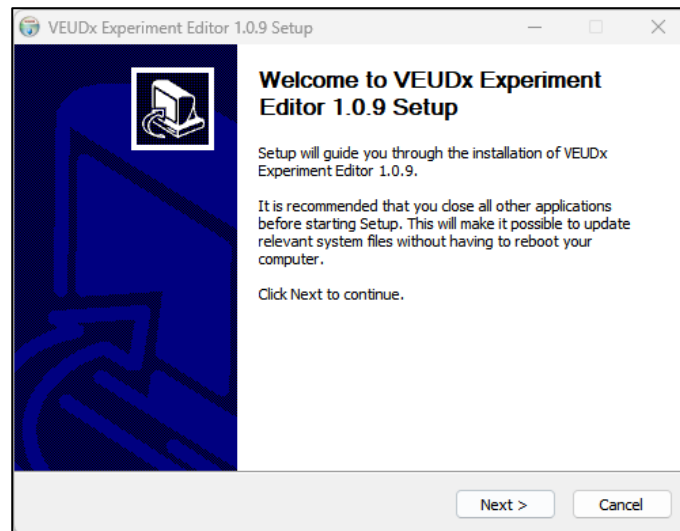 VEUDx Experiment Editor 1.0.9 Setup
Welcome to VEUDx Experiment
Editor 1.0.9 Setup
Setup will guide you through the installation of VEUDx
Experiment Editor 1.0.9.
It is recommended that you close all other applications
before starting Setup. This will make it possible to update
relevant system files without having to reboot your
computer.
Click Next to continue.
Next >
Cancel